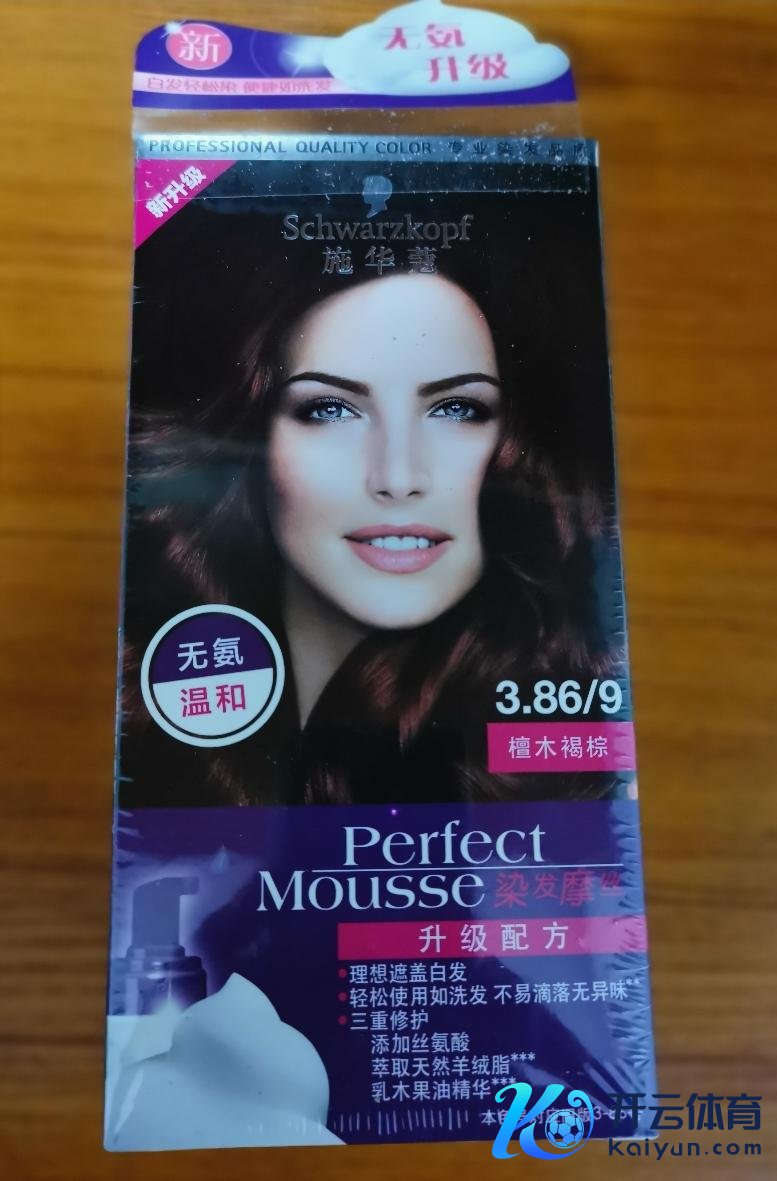 新
无氨
升级
白发轻松染 便捷如洗发
PROFESSIONAL QUALITY COLOR 专业染发品质
新升级
Schwarzkopf
施华蔻
无氨
温和
3.86/9
檀木褐棕
Perfect
Mousse 染发摩丝
升级配方
•理想遮盖白发
•轻松使用如洗发 不易滴落无异味**
•三重修护
添加丝氨酸
萃取天然羊绒脂***
乳木果油精华***
开云体育
kaiyun.com